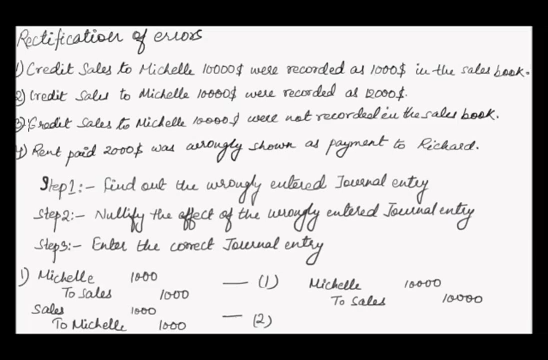 Rectification of errors
1) Credit Sales to Michelle 10000$ were recorded as 1000$ in the sales book.
2) Credit Sales to Michelle 10000$ were recorded as 12000$.
3) Credit Sales to Michelle 10000$ were not recorded in the sales book.
4) Rent paid 2000$ was wrongly shown as payment to Richard.
Step1:- Find out the wrongly entered Journal entry
Step2:- Nullify the affect of the wrongly entered Journal entry
Step3:- Enter the correct Journal entry
1) Michelle 1000 — (1) Michelle 10000
To Sales 1000 To Sales 10000
Sales 1000
To Michelle 1000 — (2)